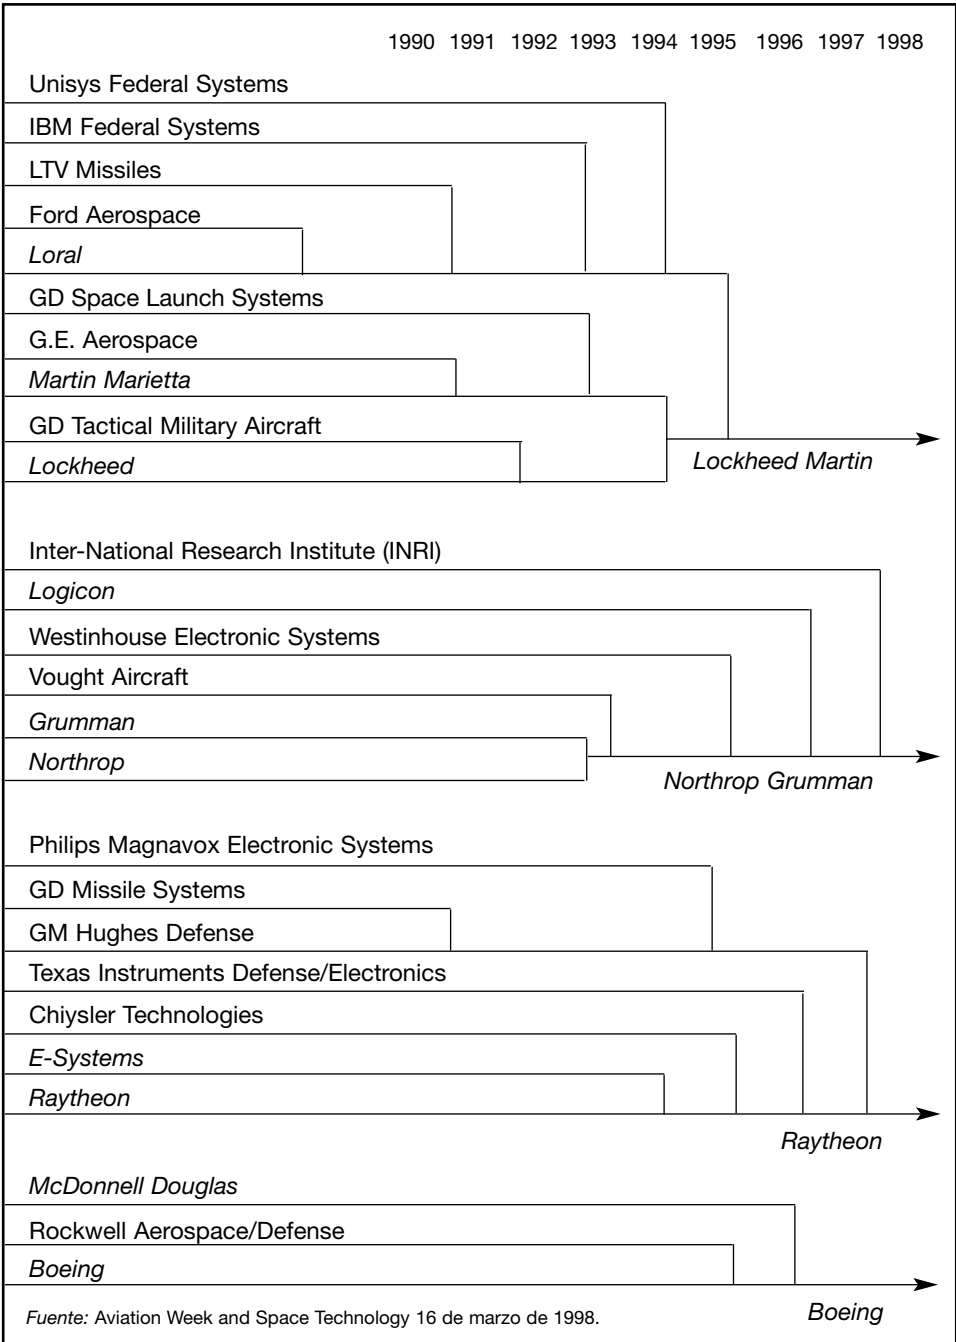 1990 1991 1992 1993 1994 1995 1996 1997 1998
Unisys Federal Systems
IBM Federal Systems
LTV Missiles
Ford Aerospace
Loral
GD Space Launch Systems
G.E. Aerospace
Martin Marietta
GD Tactical Military Aircraft
Lockheed
Lockheed Martin
Inter-National Research Institute (INRI)
Logicon
Westinhouse Electronic Systems
Vought Aircraft
Grumman
Northrop
Northrop Grumman
Philips Magnavox Electronic Systems
GD Missile Systems
GM Hughes Defense
Texas Instruments Defense/Electronics
Chiysler Technologies
E-Systems
Raytheon
Raytheon
McDonnell Douglas
Rockwell Aerospace/Defense
Boeing
Boeing
Fuente: Aviation Week and Space Technology 16 de marzo de 1998.